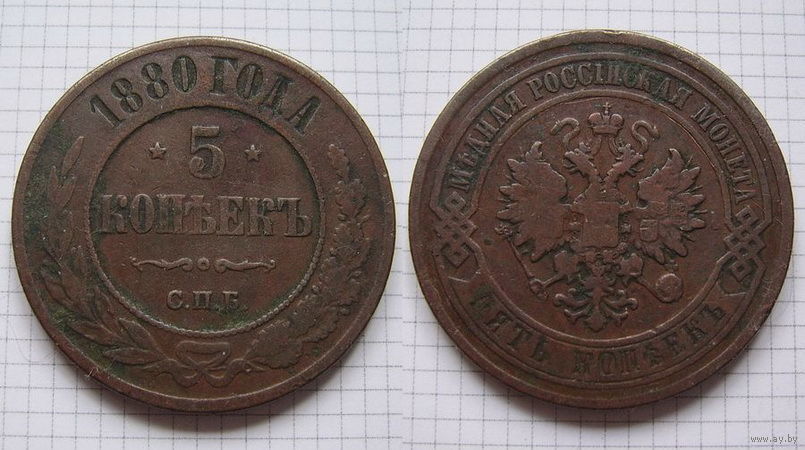 1880 ГОДА
5
КОПѢЕКЪ
С.П.Б.
МѢДНАЯ РОССІЙСКАЯ МОНЕТА
ПЯТЬ КОПѢЕКЪ
www.ay.by